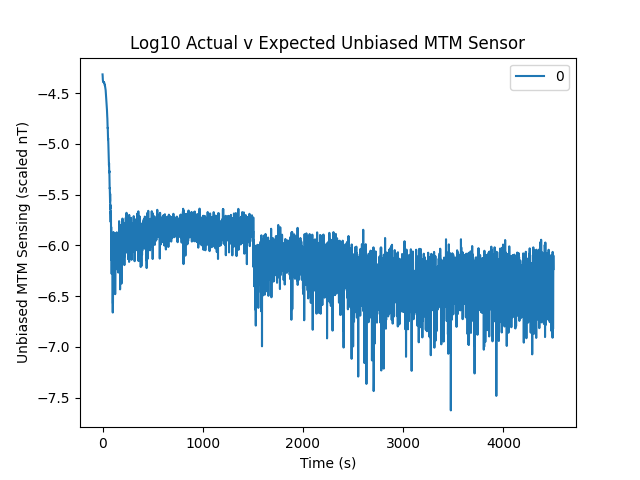 Log10 Actual v Expected Unbiased MTM Sensor
0
Unbiased MTM Sensing (scaled nT)
−4.5
−5.0
−5.5
−6.0
−6.5
−7.0
−7.5
0 1000 2000 3000 4000
Time (s)